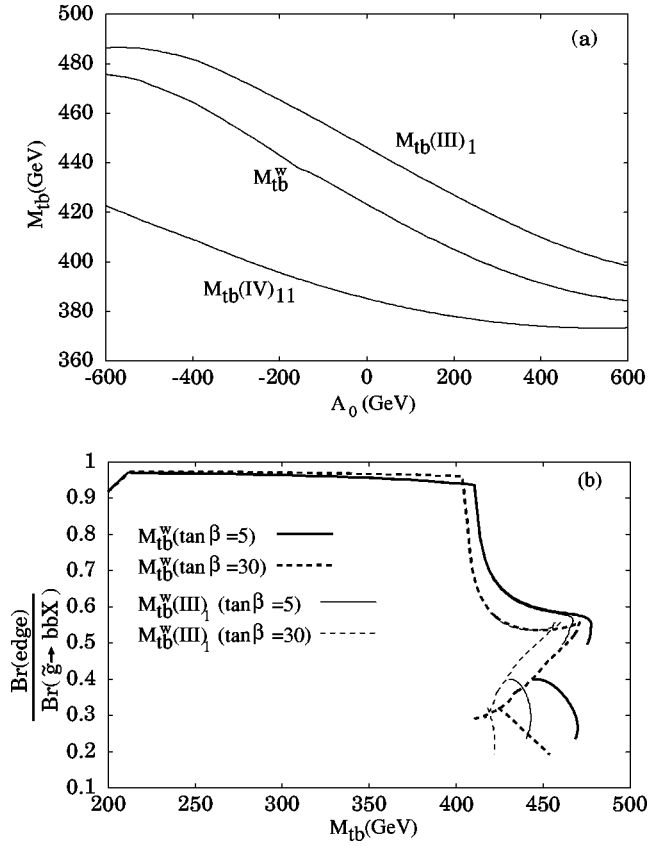 (a)
500
480
460
440
420
400
380
360
M_tb(GeV)
M_tb(III)_1
M_tb^w
M_tb(IV)_11
-600 -400 -200 0 200 400 600
A_0 (GeV)
(b)
1
0.9
0.8
0.7
0.6
0.5
0.4
0.3
0.2
0.1
Br(edge)
Br( g̃→ bbX )
M_tb^w(tan β =5)
M_tb^w(tan β =30)
M_tb^w(III)_1 (tan β =5)
M_tb^w(III)_1 (tan β =30)
200 250 300 350 400 450 500
M_tb(GeV)